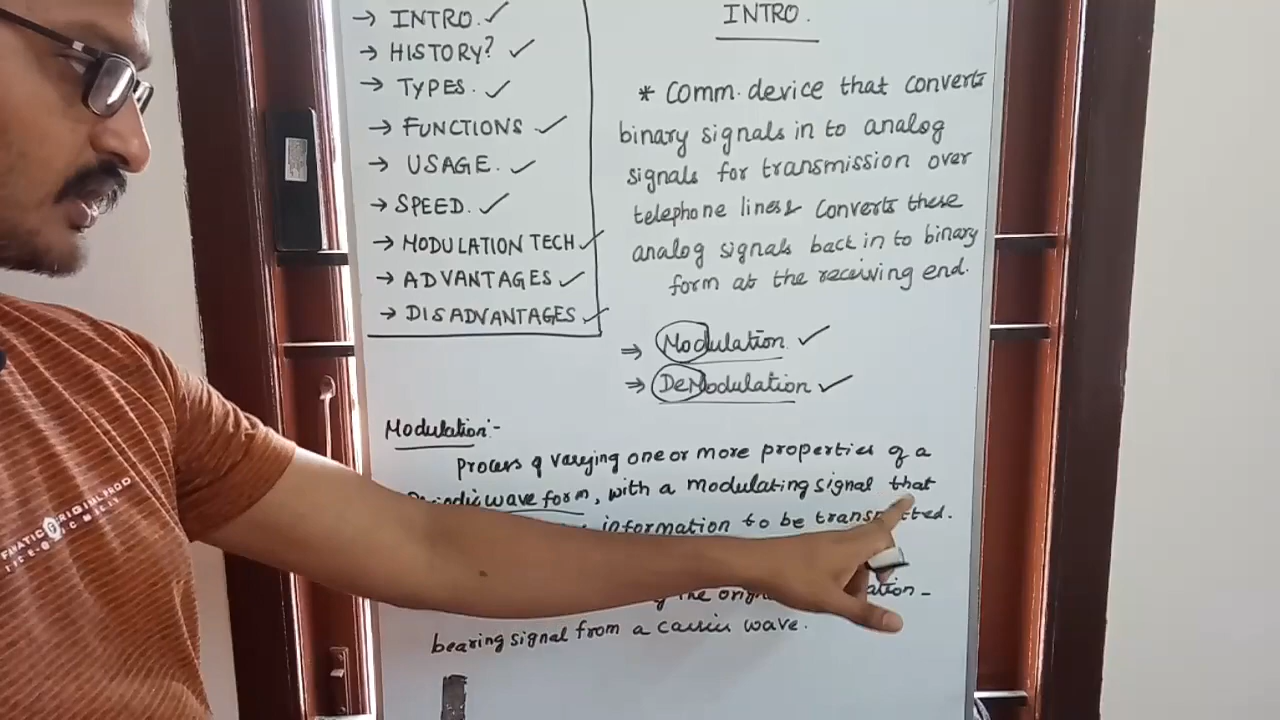 → INTRO. ✓
→ HISTORY? ✓
→ TYPES. ✓
→ FUNCTIONS ✓
→ USAGE. ✓
→ SPEED. ✓
→ MODULATION TECH ✓
→ ADVANTAGES ✓
→ DISADVANTAGES ✓
INTRO.
* Comm. device that converts
binary signals in to analog
signals for transmission over
telephone lines & converts these
analog signals back in to binary
form at the receiving end.
⇒ Modulation ✓
⇒ DeModulation ✓
Modulation:-
Process of varying one or more properties of a
wave form, with a modulating signal that
information to be
the
bearing signal from a carrier wave.